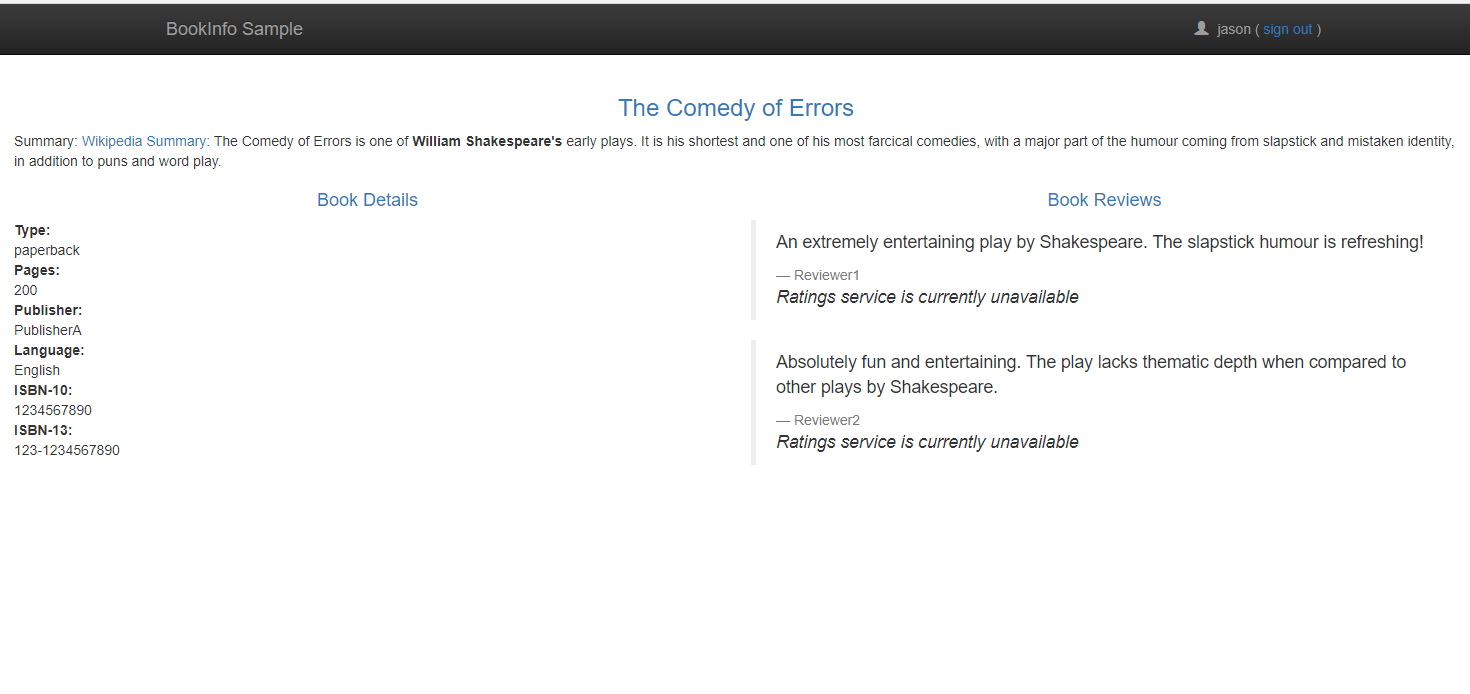 BookInfo Sample
jason ( sign out )
The Comedy of Errors
Summary: Wikipedia Summary: The Comedy of Errors is one of William Shakespeare's early plays. It is his shortest and one of his most farcical comedies, with a major part of the humour coming from slapstick and mistaken identity,
in addition to puns and word play.
Book Details
Type:
paperback
Pages:
200
Publisher:
PublisherA
Language:
English
ISBN-10:
1234567890
ISBN-13:
123-1234567890
Book Reviews
An extremely entertaining play by Shakespeare. The slapstick humour is refreshing!
— Reviewer1
Ratings service is currently unavailable
Absolutely fun and entertaining. The play lacks thematic depth when compared to
other plays by Shakespeare.
— Reviewer2
Ratings service is currently unavailable